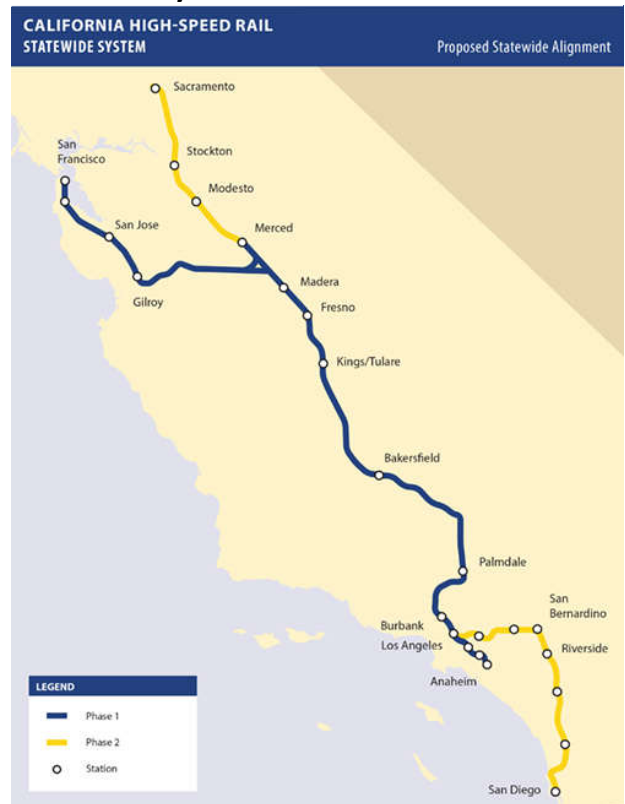 CALIFORNIA HIGH-SPEED RAIL
STATEWIDE SYSTEM
Proposed Statewide Alignment
Sacramento
San
Francisco
Stockton
Modesto
San Jose
Merced
Gilroy
Madera
Fresno
Kings/Tulare
Bakersfield
Palmdale
San
Bernardino
Burbank
Los Angeles
Riverside
Anaheim
San Diego
LEGEND
Phase 1
Phase 2
Station